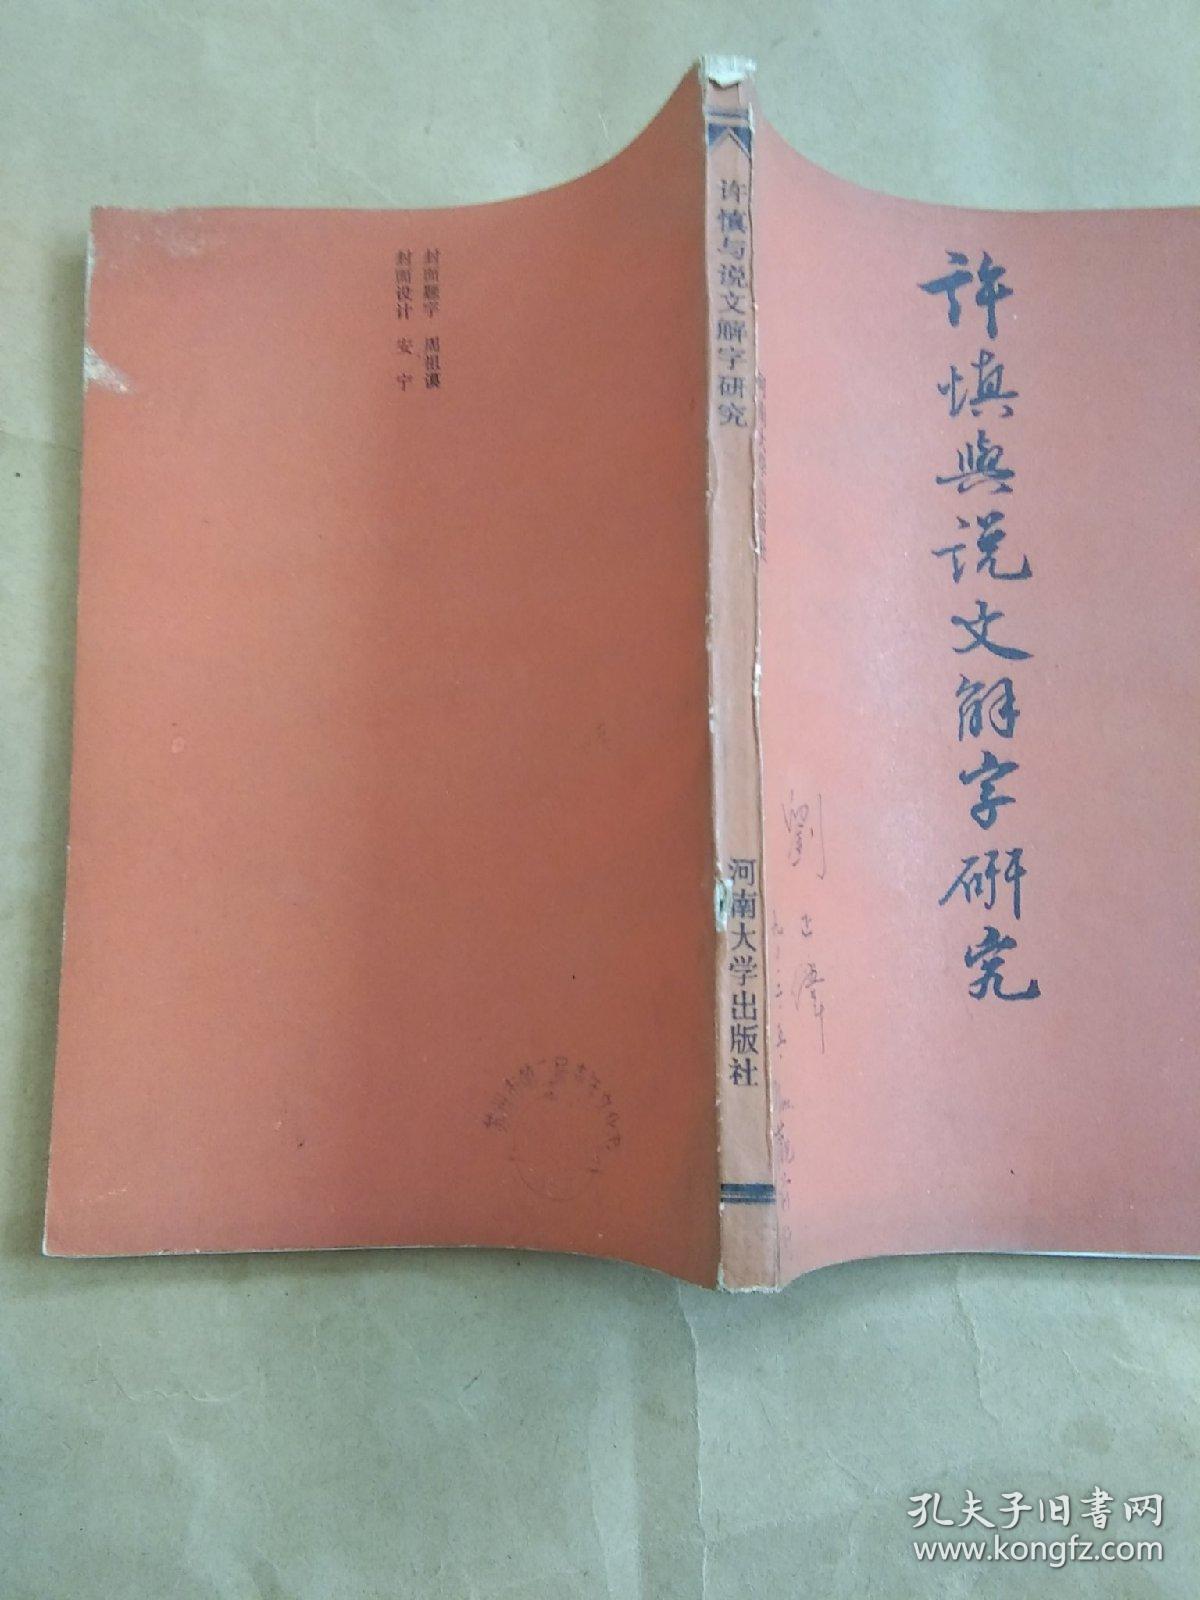 許慎與说文解字研究
许慎与说文解字研究
河南大学出版社
封面题字 周祖谟
封面设计 安宁
劉
孔夫子旧书网
www.kongfz.com